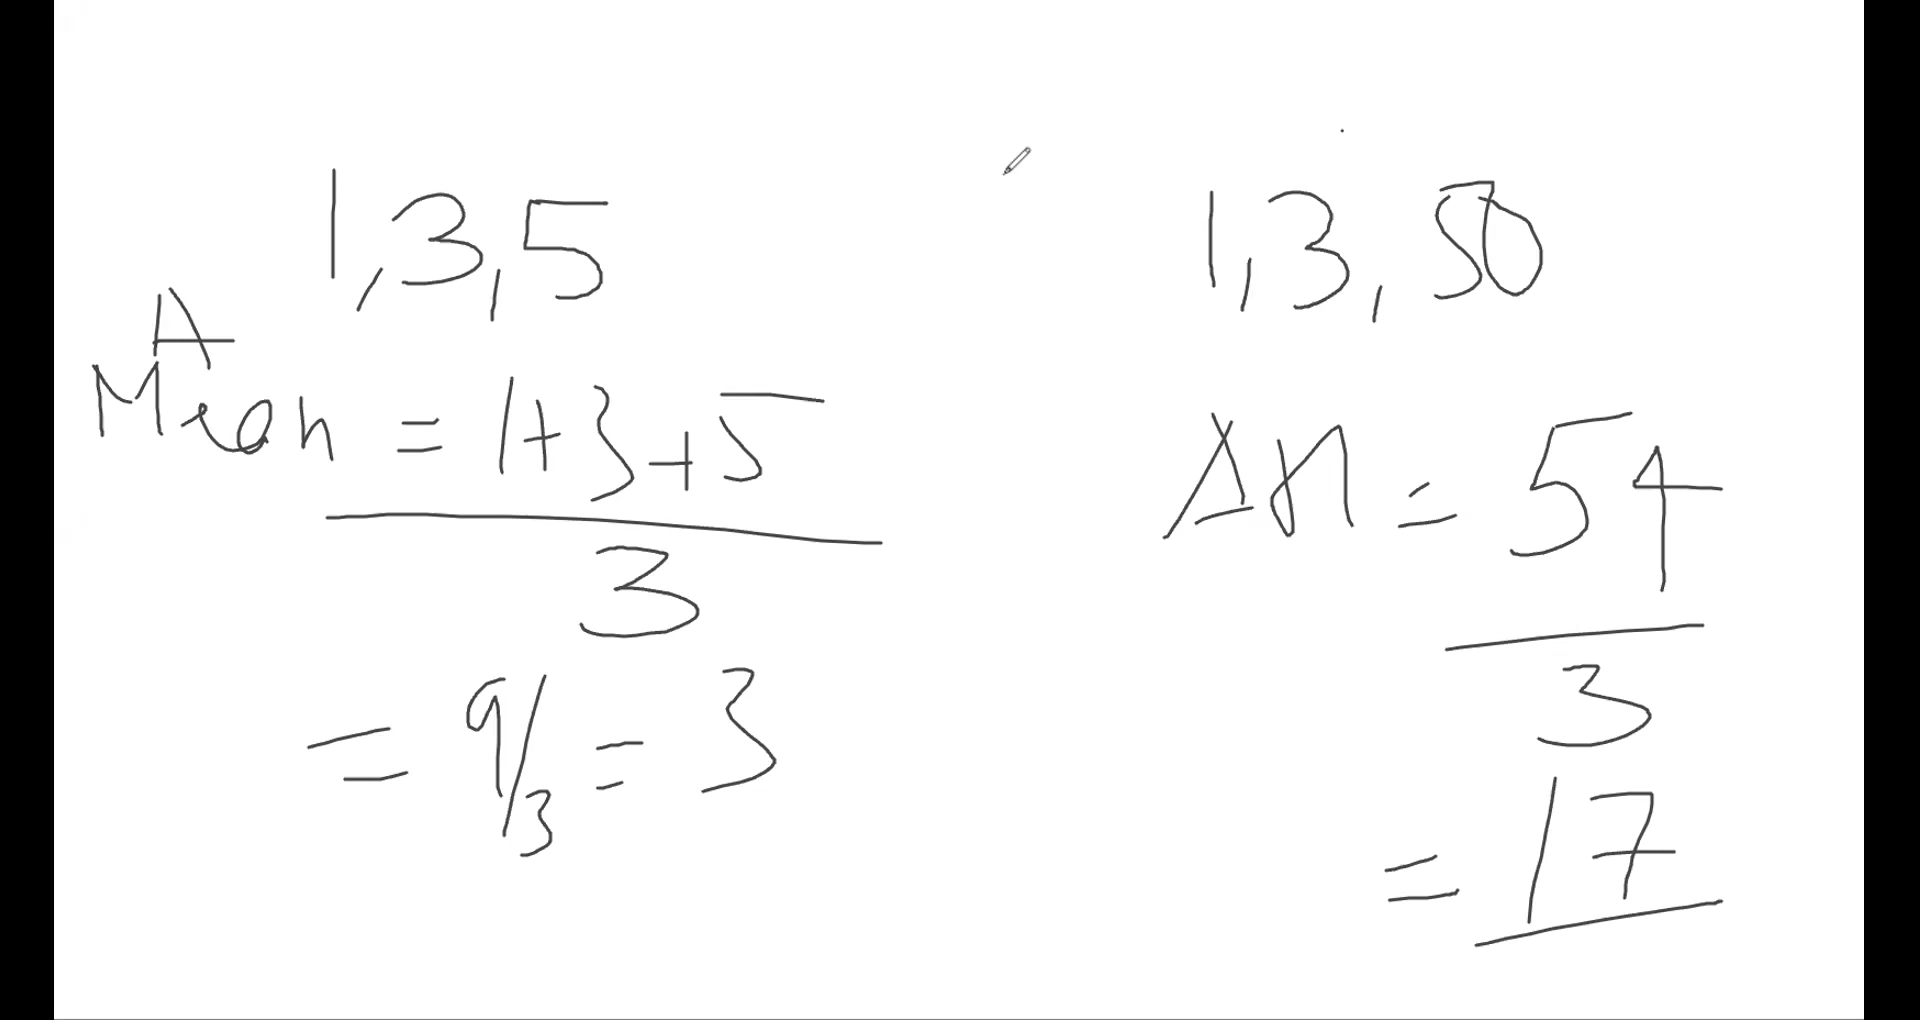 1,3,5
A
Mean = 1+3+5
3
= 9/3 = 3
1,3,50
AM = 54
3
= 17